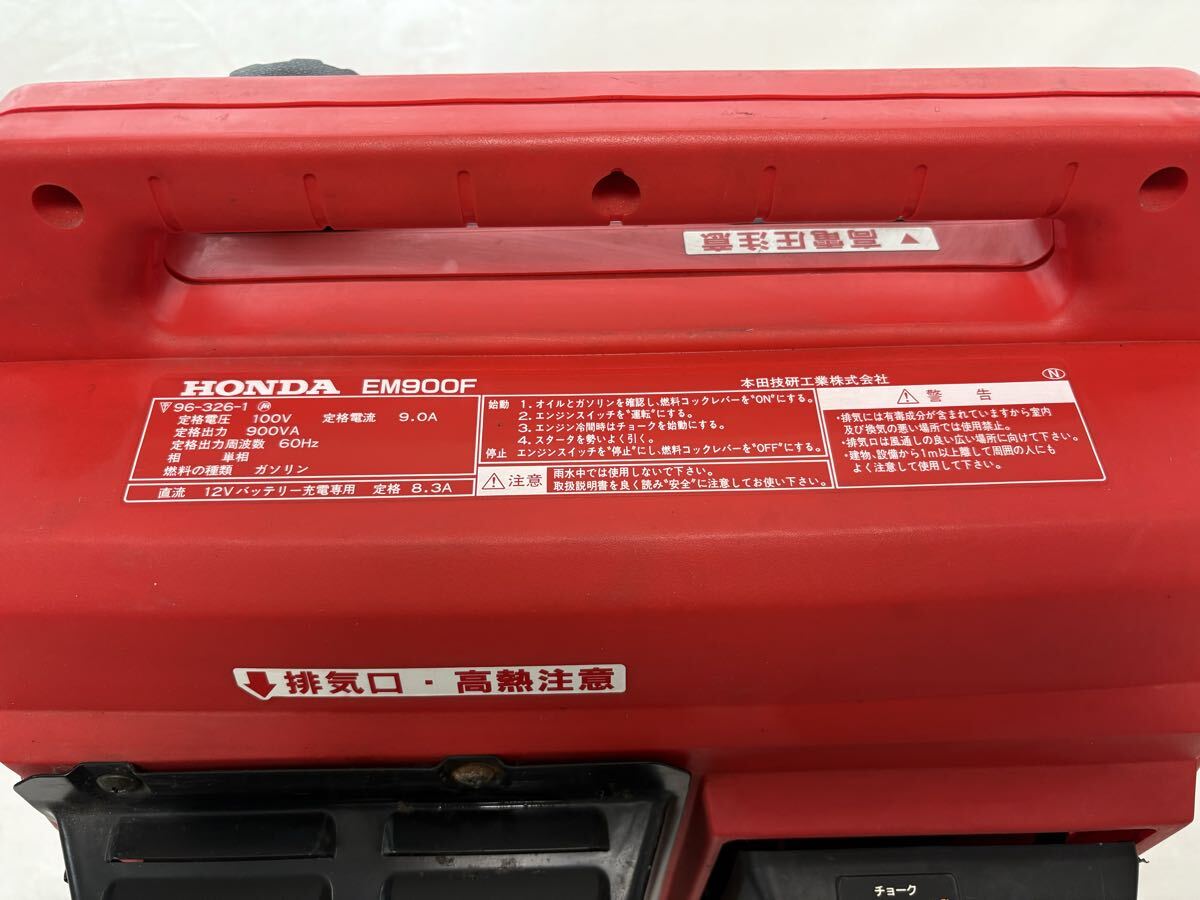 ▲高電圧注意
HONDA EM900F
本田技研工業株式会社 Ⓝ
96-326-1
定格電圧 100V 定格電流 9.0A
定格出力 900VA
定格出力周波数 60Hz
相 単相
燃料の種類 ガソリン
直流 12Vバッテリー充電専用 定格 8.3A
始動 1. オイルとガソリンを確認し、燃料コックレバーを"ON"にする。
2. エンジンスイッチを"運転"にする。
3. エンジン冷間時はチョークを始動にする。
4. スタータを勢いよく引く。
停止 エンジンスイッチを"停止"にし、燃料コックレバーを"OFF"にする。
注意 雨水中では使用しないで下さい。
取扱説明書を良く読み"安全"に注意してお使い下さい。
警告
・排気には有毒成分が含まれていますから室内
及び換気の悪い場所では使用禁止。
・排気口は風通しの良い広い場所に向けて下さい。
・建物、設備から1m以上離して周囲の人にも
よく注意して使用して下さい。
排気口・高熱注意
チョーク